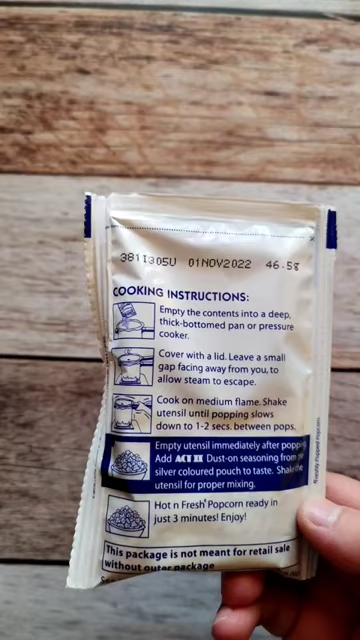 381I305U 01NOV2022 46.5g
COOKING INSTRUCTIONS:
Empty the contents into a deep,
thick-bottomed pan or pressure
cooker.
Cover with a lid. Leave a small
gap facing away from you, to
allow steam to escape.
Cook on medium flame. Shake
utensil until popping slows
down to 1-2 secs. between pops.
Empty utensil immediately after popping
Add ACT II Dust-on seasoning from
silver coloured pouch to taste. Shake the
utensil for proper mixing.
Hot n Fresh Popcorn ready in
just 3 minutes! Enjoy!
This package is not meant for retail sale
without outer package
Freshly Popped Popcorn.